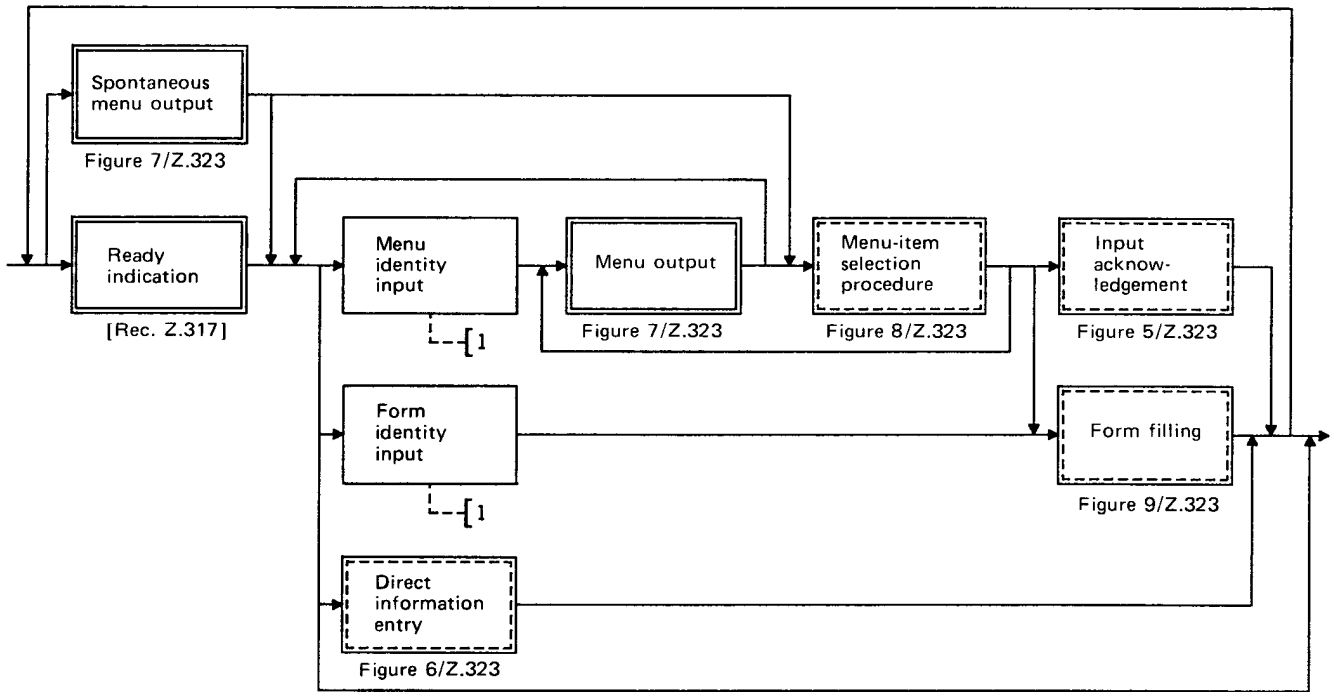 Spontaneous
menu output
Figure 7/Z.323
Ready
indication
[Rec. Z.317]
Menu
identity
input
[1
Menu output
Figure 7/Z.323
Menu-item
selection
procedure
Figure 8/Z.323
Input
acknow-
ledgement
Figure 5/Z.323
Form
identity
input
[1
Form filling
Figure 9/Z.323
Direct
information
entry
Figure 6/Z.323